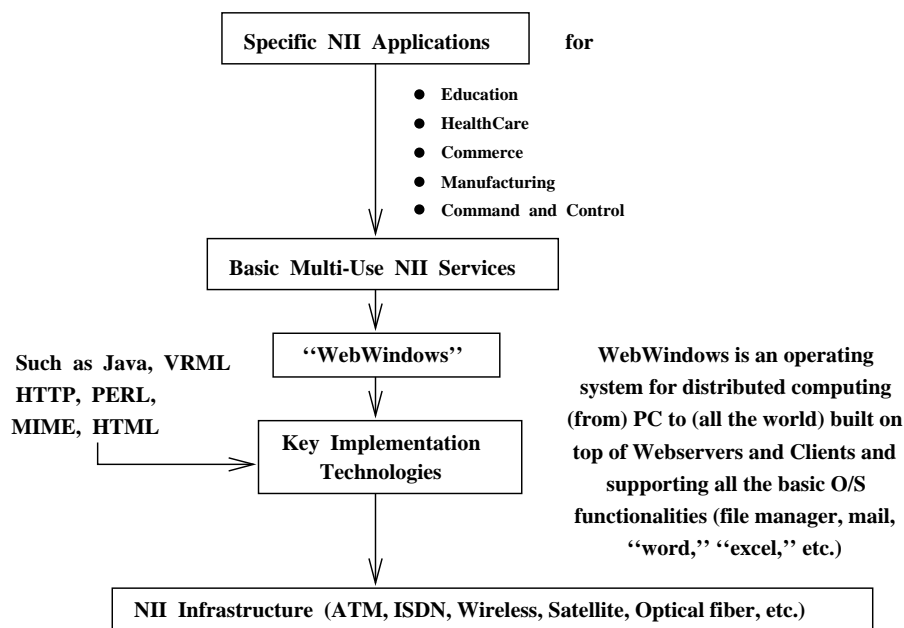 Specific NII Applications for
● Education
● HealthCare
● Commerce
● Manufacturing
● Command and Control
Basic Multi-Use NII Services
‘‘WebWindows’’
Such as Java, VRML
HTTP, PERL,
MIME, HTML
Key Implementation
Technologies
WebWindows is an operating
system for distributed computing
(from) PC to (all the world) built on
top of Webservers and Clients and
supporting all the basic O/S
functionalities (file manager, mail,
‘‘word,’’ ‘‘excel,’’ etc.)
NII Infrastructure (ATM, ISDN, Wireless, Satellite, Optical fiber, etc.)